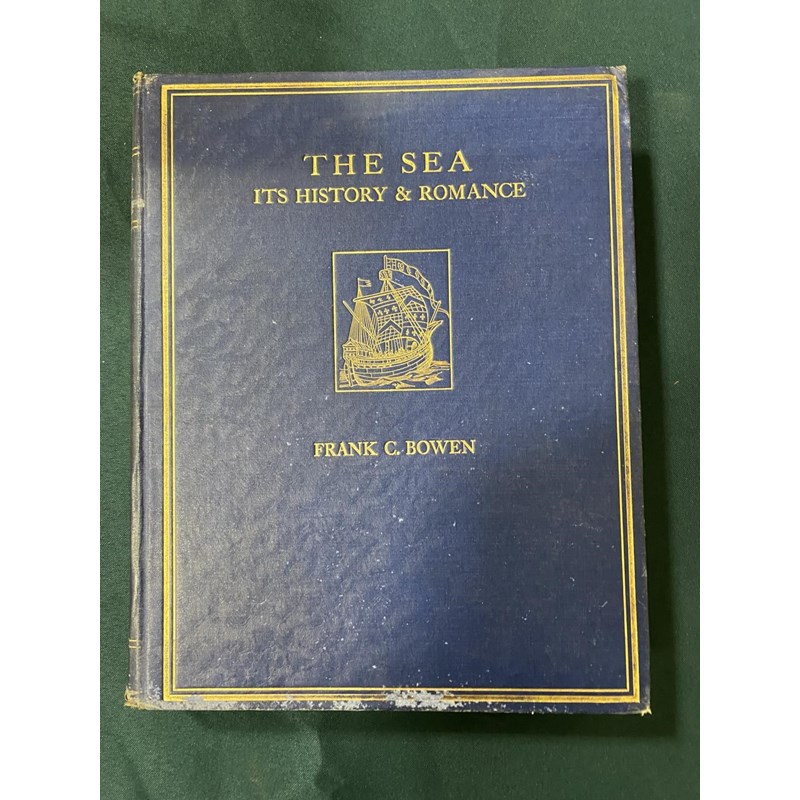 THE SEA
ITS HISTORY & ROMANCE
FRANK C. BOWEN